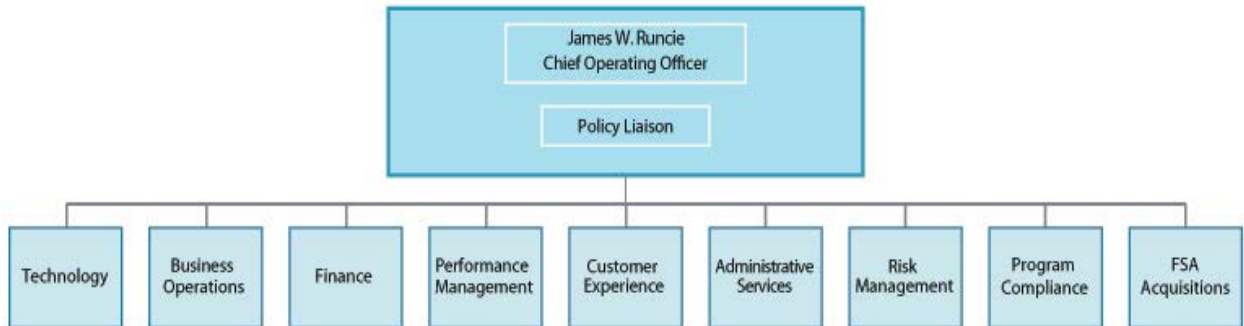 James W. Runcie
Chief Operating Officer
Policy Liaison
Technology
Business
Operations
Finance
Performance
Management
Customer
Experience
Administrative
Services
Risk
Management
Program
Compliance
FSA
Acquisitions